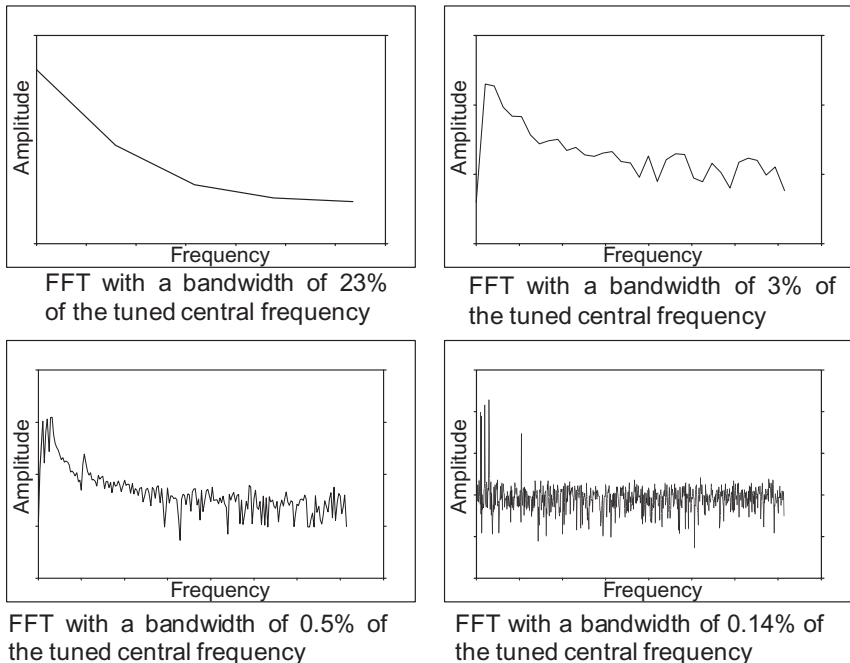 Amplitude
Frequency
FFT with a bandwidth of 23%
of the tuned central frequency
Amplitude
Frequency
FFT with a bandwidth of 3% of
the tuned central frequency
Amplitude
Frequency
FFT with a bandwidth of 0.5% of
the tuned central frequency
Amplitude
Frequency
FFT with a bandwidth of 0.14% of
the tuned central frequency